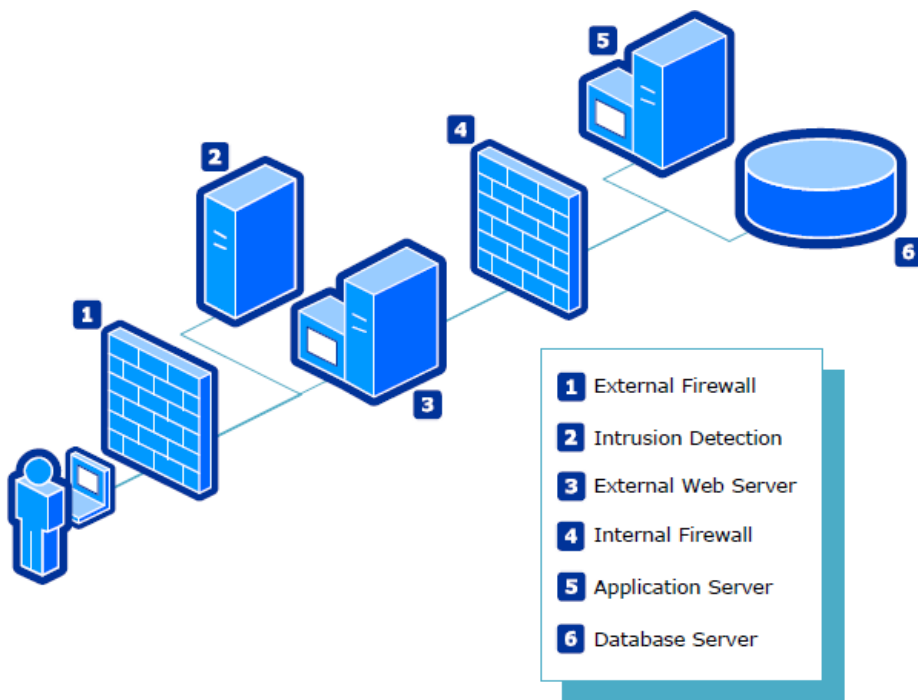 5
4
2
6
1
3
1 External Firewall
2 Intrusion Detection
3 External Web Server
4 Internal Firewall
5 Application Server
6 Database Server